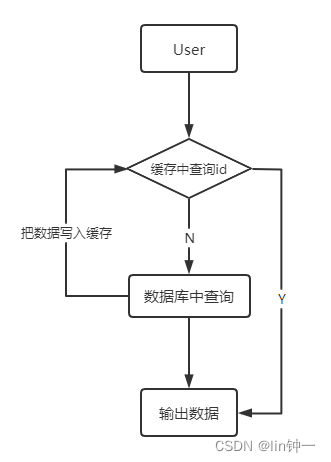 User
缓存中查询id
把数据写入缓存
N
数据库中查询
Y
输出数据
CSDN @lin钟一